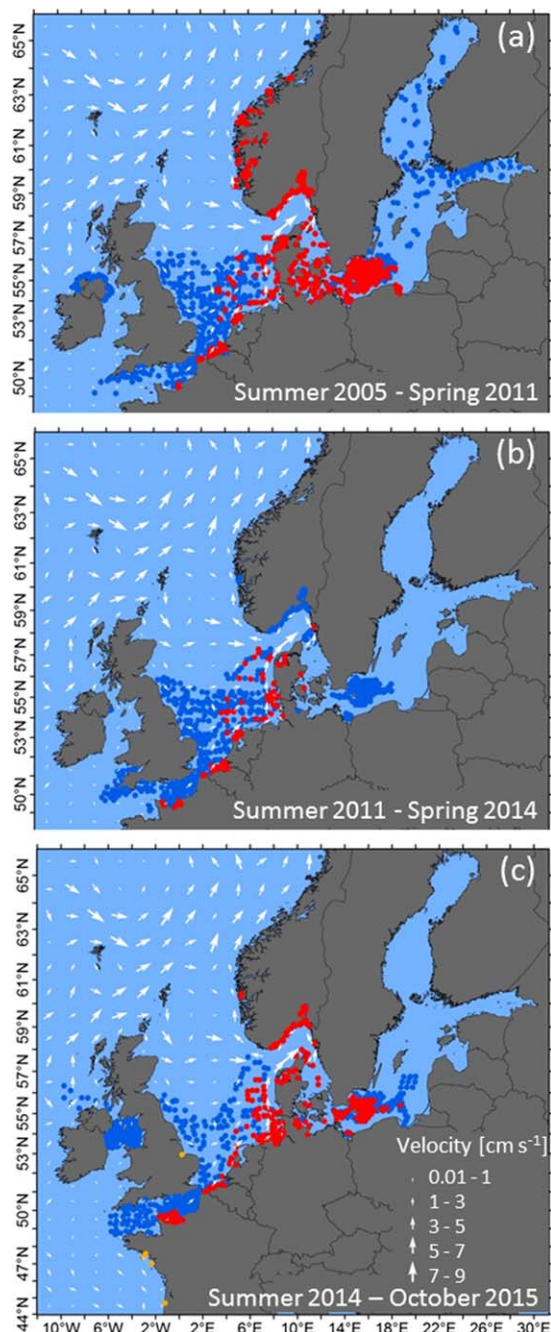 (a)
65°N
63°N
61°N
59°N
57°N
55°N
53°N
50°N
Summer 2005 - Spring 2011
(b)
65°N
63°N
61°N
59°N
57°N
55°N
53°N
50°N
Summer 2011 - Spring 2014
(c)
65°N
63°N
61°N
59°N
57°N
55°N
53°N
50°N
47°N
44°N
Velocity [cm s⁻¹]
0.01 - 1
1 - 3
3 - 5
5 - 7
7 - 9
Summer 2014 – October 2015
10°W 6°W 2°W 2°E 6°E 10°E 14°E 18°E 22°E 26°E 30°E